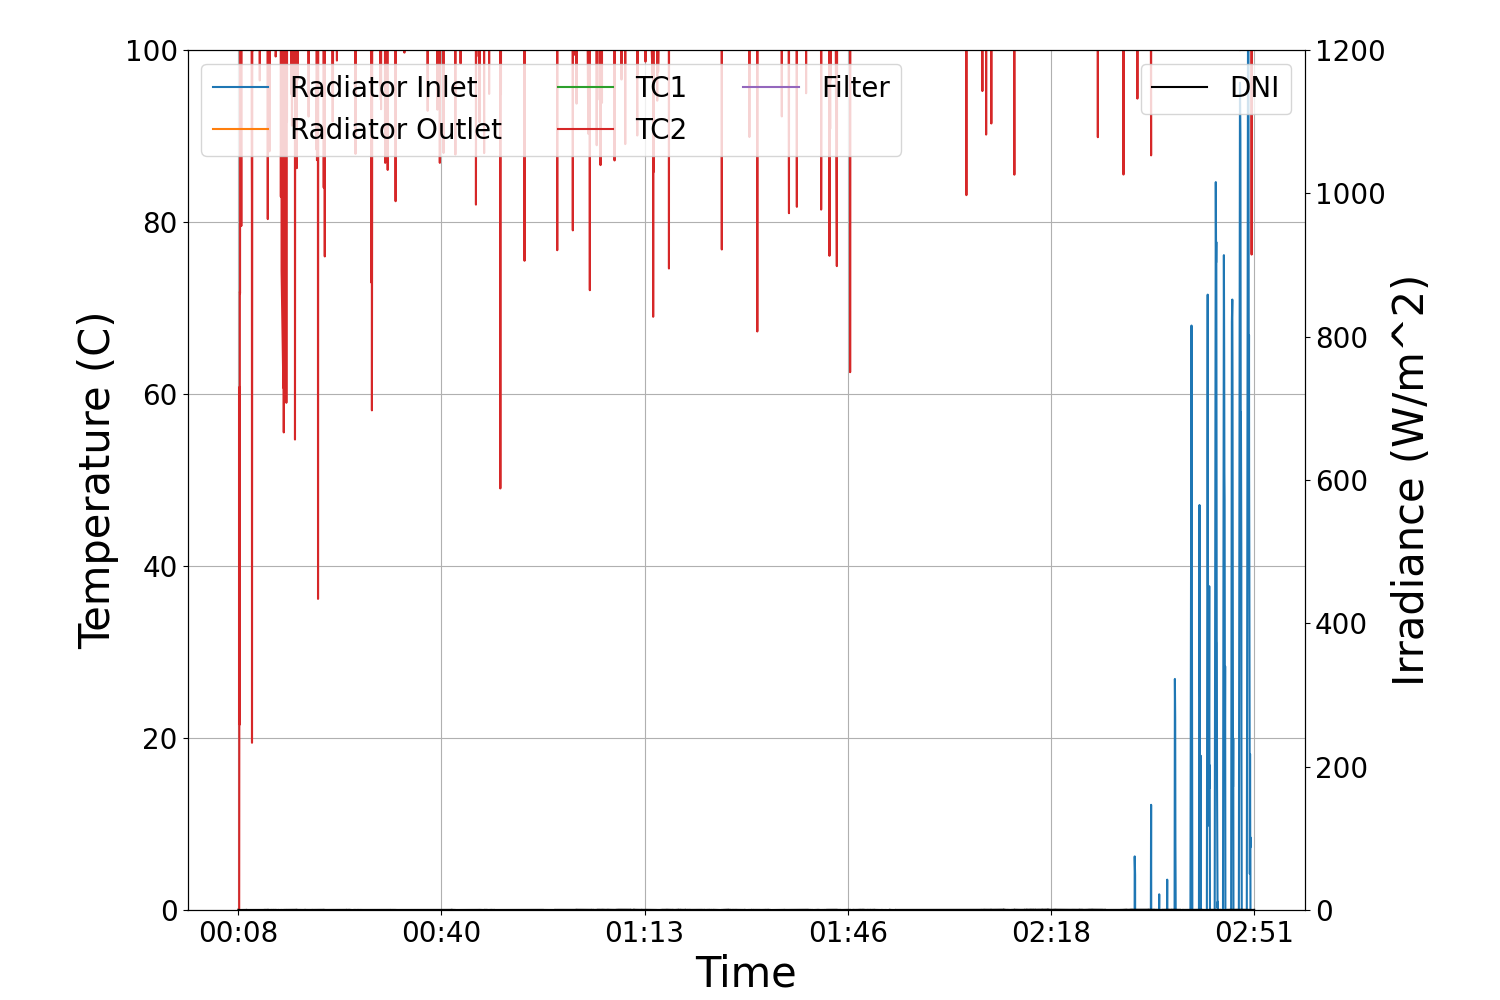 100
80
60
40
20
0
Temperature (C)
Radiator Inlet
Radiator Outlet
TC1
TC2
Filter
DNI
1200
1000
800
600
400
200
0
Irradiance (W/m^2)
00:08 00:40 01:13 01:46 02:18 02:51
Time